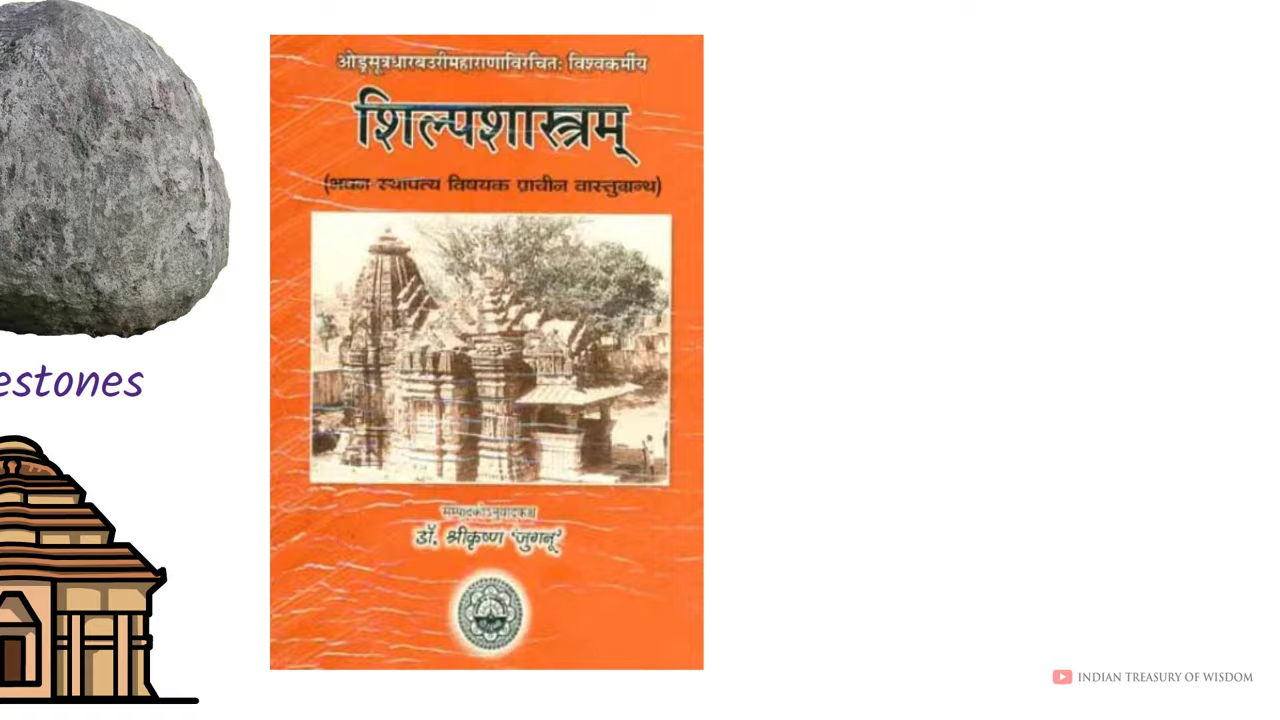 ओड्रसूत्रधारबउरीमहाराणाविरचितः विश्वकर्मीय
शिल्पशास्त्रम्
(भवन स्थापत्य विषयक प्राचीन वास्तुग्रन्थ)
सम्पादकोऽनुवादकश्च
डॉ. श्रीकृष्ण 'जुगनू'
estones
INDIAN TREASURY OF WISDOM